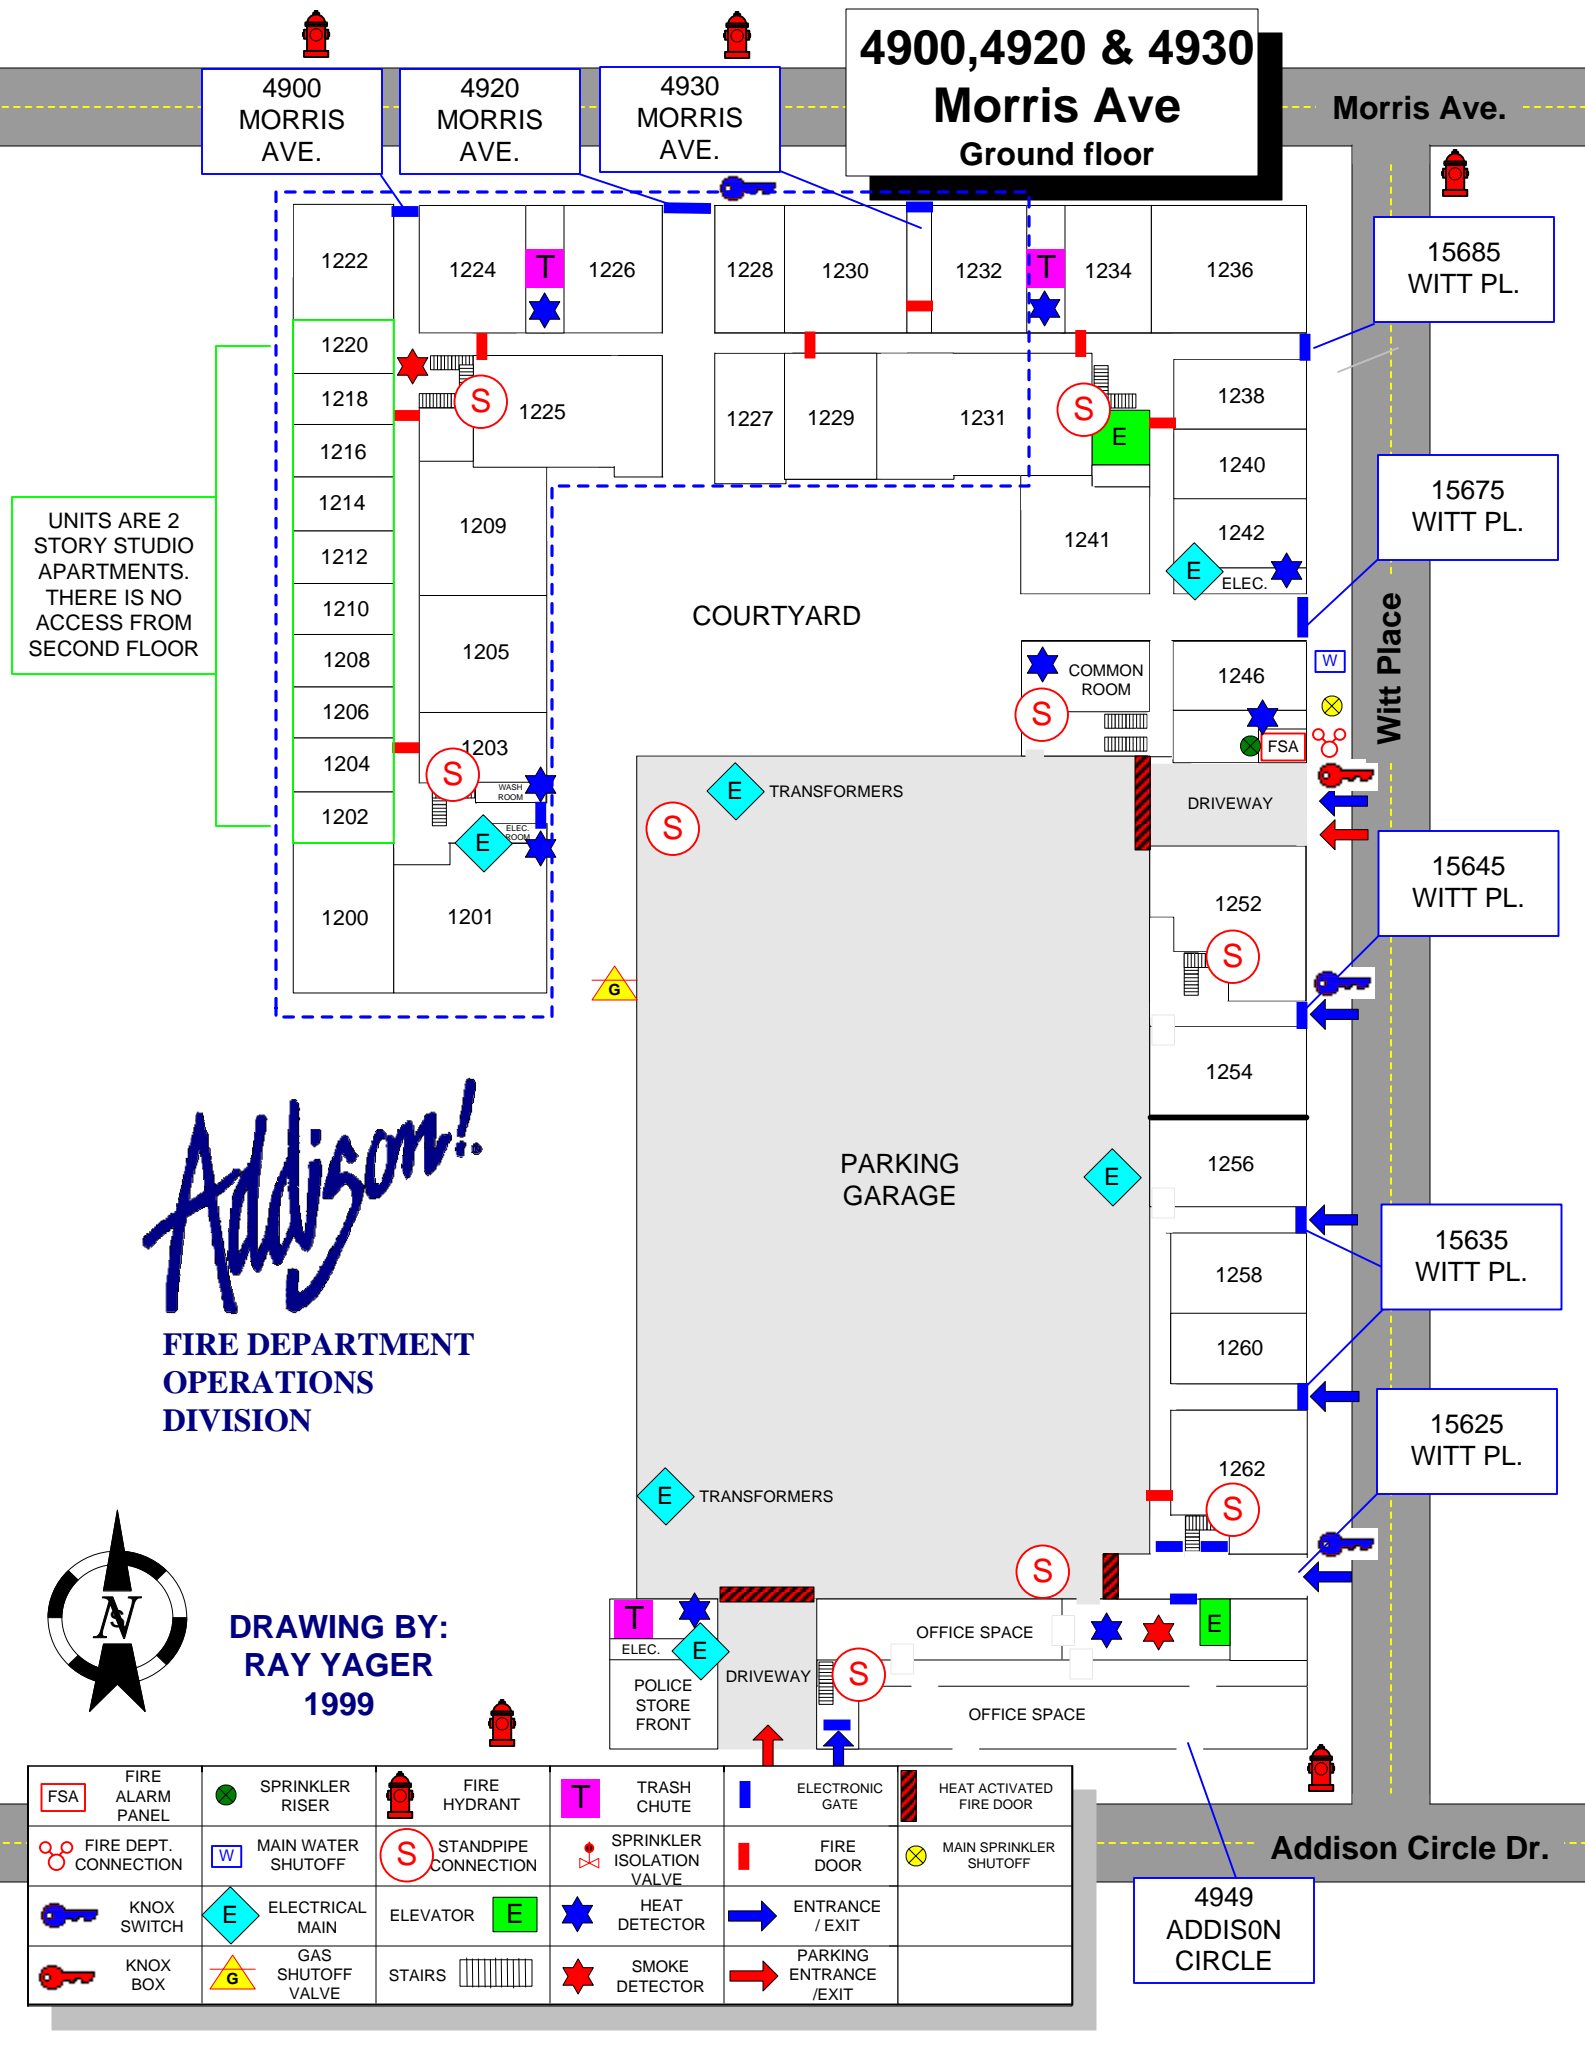 4900,4920 & 4930
Morris Ave
Ground floor
4900
MORRIS
AVE.
4920
MORRIS
AVE.
4930
MORRIS
AVE.
Morris Ave.
15685
WITT PL.
1222
1224
T
1226
1228
1230
1232
T
1234
1236
1220
1218
S
1225
1227
1229
1231
S
E
1238
1216
1240
15675
WITT PL.
1214
1209
1241
1242
E
ELEC.
UNITS ARE 2
STORY STUDIO
APARTMENTS.
THERE IS NO
ACCESS FROM
SECOND FLOOR
1212
1210
1208
1205
COURTYARD
COMMON
ROOM
1246
W
Witt Place
1206
S
1204
1203
FSA
S
WASH
ROOM
1202
ELEC.
ROOM
E
E
TRANSFORMERS
S
DRIVEWAY
15645
WITT PL.
1200
1201
1252
S
G
1254
Addison!
PARKING
GARAGE
E
1256
15635
WITT PL.
1258
FIRE DEPARTMENT
OPERATIONS
DIVISION
1260
15625
WITT PL.
1262
S
E
TRANSFORMERS
S
N
S
DRAWING BY:
RAY YAGER
1999
T
ELEC.
E
POLICE
STORE
FRONT
DRIVEWAY
S
OFFICE SPACE
E
OFFICE SPACE
FSA
FIRE
ALARM
PANEL
SPRINKLER
RISER
FIRE
HYDRANT
T
TRASH
CHUTE
ELECTRONIC
GATE
HEAT ACTIVATED
FIRE DOOR
FIRE DEPT.
CONNECTION
W
MAIN WATER
SHUTOFF
S
STANDPIPE
CONNECTION
SPRINKLER
ISOLATION
VALVE
FIRE
DOOR
MAIN SPRINKLER
SHUTOFF
KNOX
SWITCH
E
ELECTRICAL
MAIN
ELEVATOR
E
HEAT
DETECTOR
ENTRANCE
/ EXIT
KNOX
BOX
G
GAS
SHUTOFF
VALVE
STAIRS
SMOKE
DETECTOR
PARKING
ENTRANCE
/EXIT
Addison Circle Dr.
4949
ADDIS0N
CIRCLE